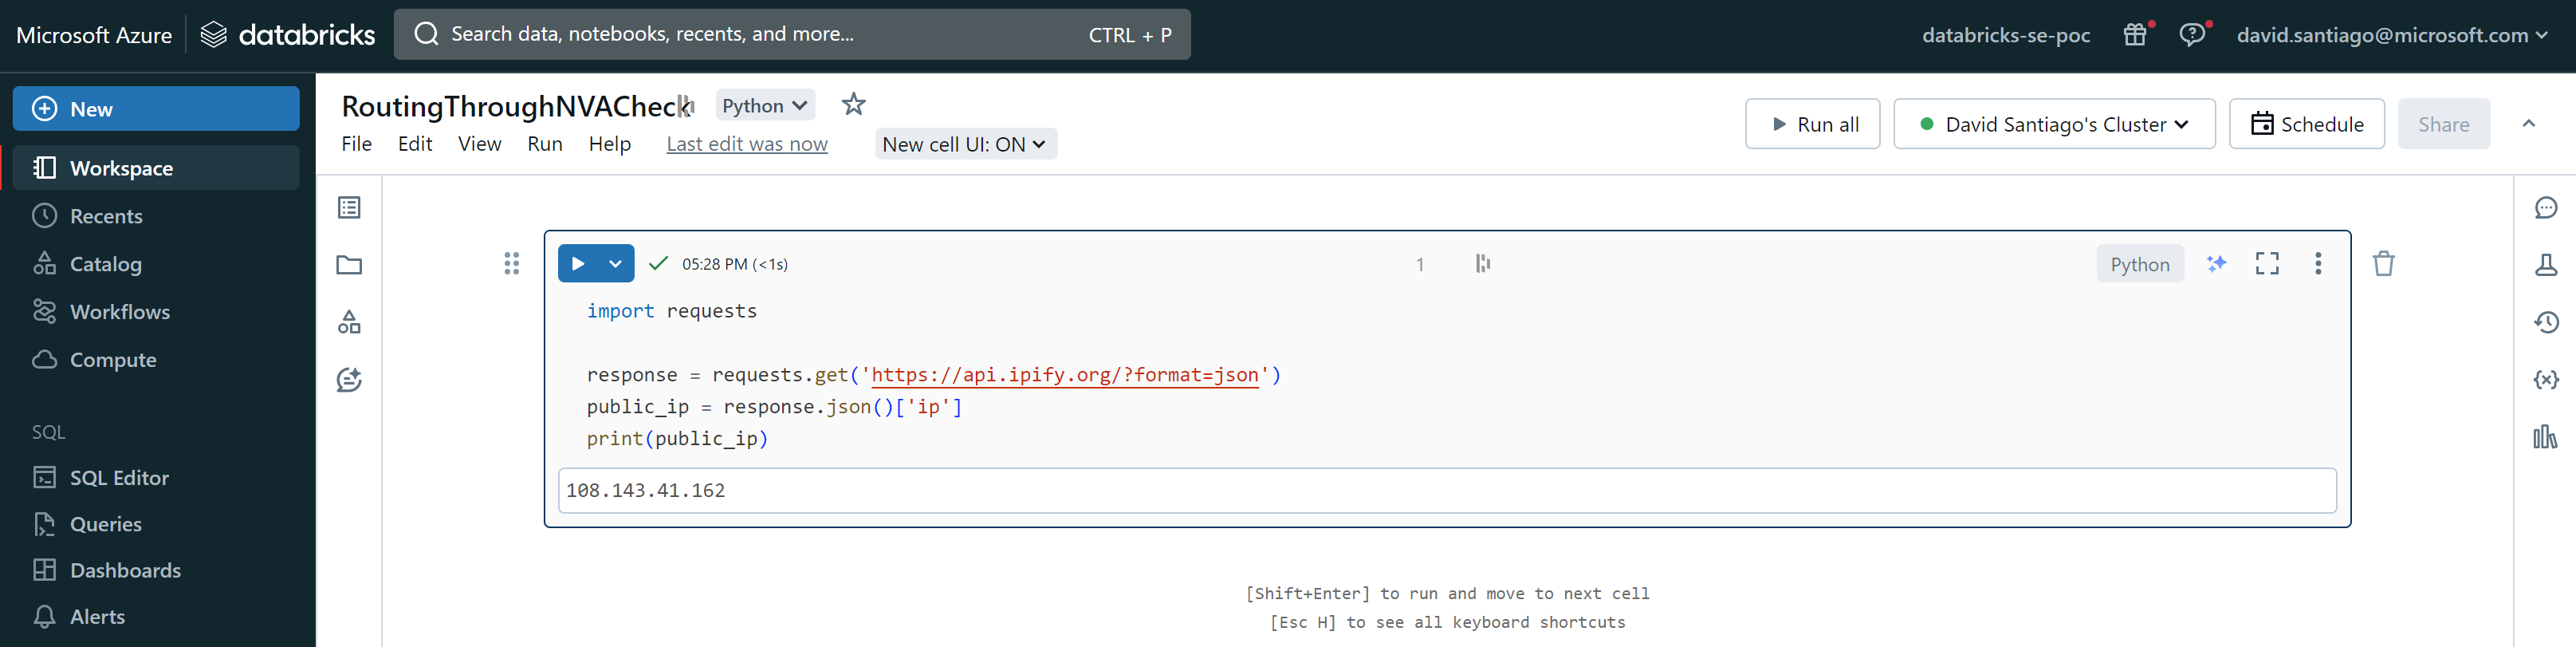 Microsoft Azure databricks Search data, notebooks, recents, and more... CTRL + P databricks-se-poc david.santiago@microsoft.com
New
Workspace
Recents
Catalog
Workflows
Compute
SQL
SQL Editor
Queries
Dashboards
Alerts
RoutingThroughNVACheck Python
File Edit View Run Help Last edit was now New cell UI: ON
Run all David Santiago's Cluster Schedule Share
05:28 PM (<1s) 1 Python
import requests
response = requests.get('https://api.ipify.org/?format=json')
public_ip = response.json()['ip']
print(public_ip)
108.143.41.162
[Shift+Enter] to run and move to next cell
[Esc H] to see all keyboard shortcuts